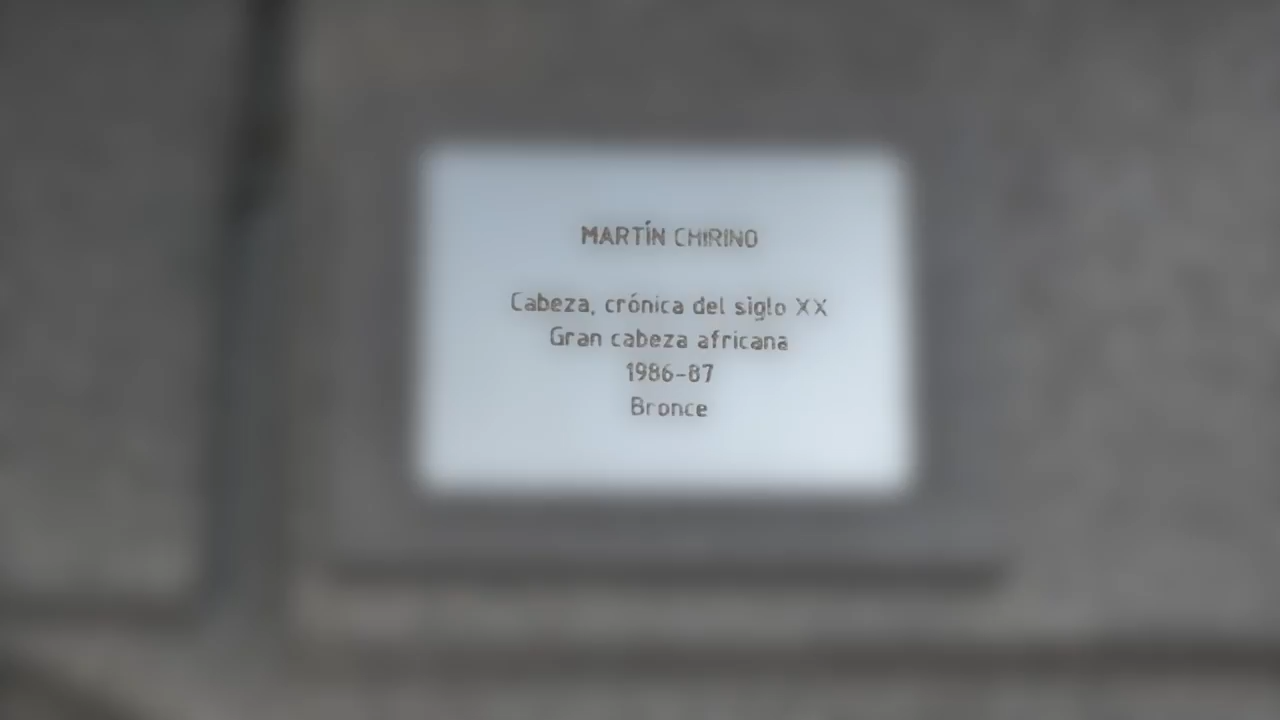 MARTÍN CHIRINO
Cabeza, crónica del siglo XX
Gran cabeza africana
1986-87
Bronce